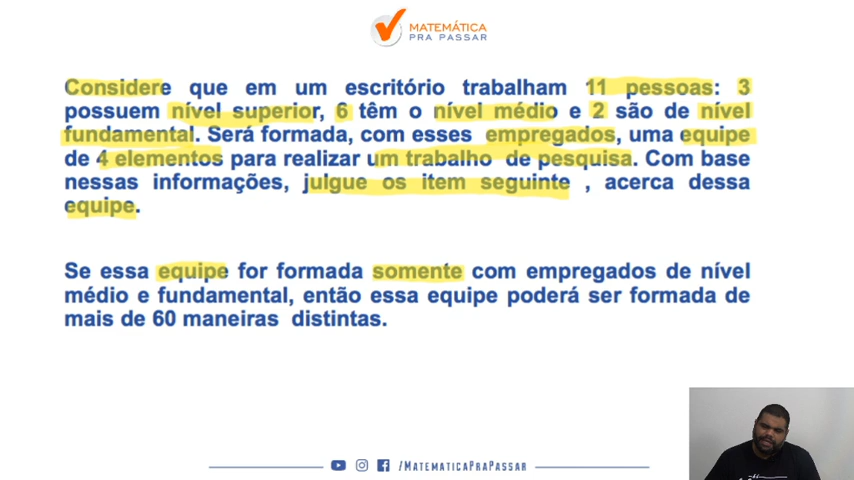 MATEMÁTICA
PRA PASSAR
Considere que em um escritório trabalham 11 pessoas: 3
possuem nível superior, 6 têm o nível médio e 2 são de nível
fundamental. Será formada, com esses empregados, uma equipe
de 4 elementos para realizar um trabalho de pesquisa. Com base
nessas informações, julgue os item seguinte , acerca dessa
equipe.
Se essa equipe for formada somente com empregados de nível
médio e fundamental, então essa equipe poderá ser formada de
mais de 60 maneiras distintas.
/MATEMATICAPRAPASSAR